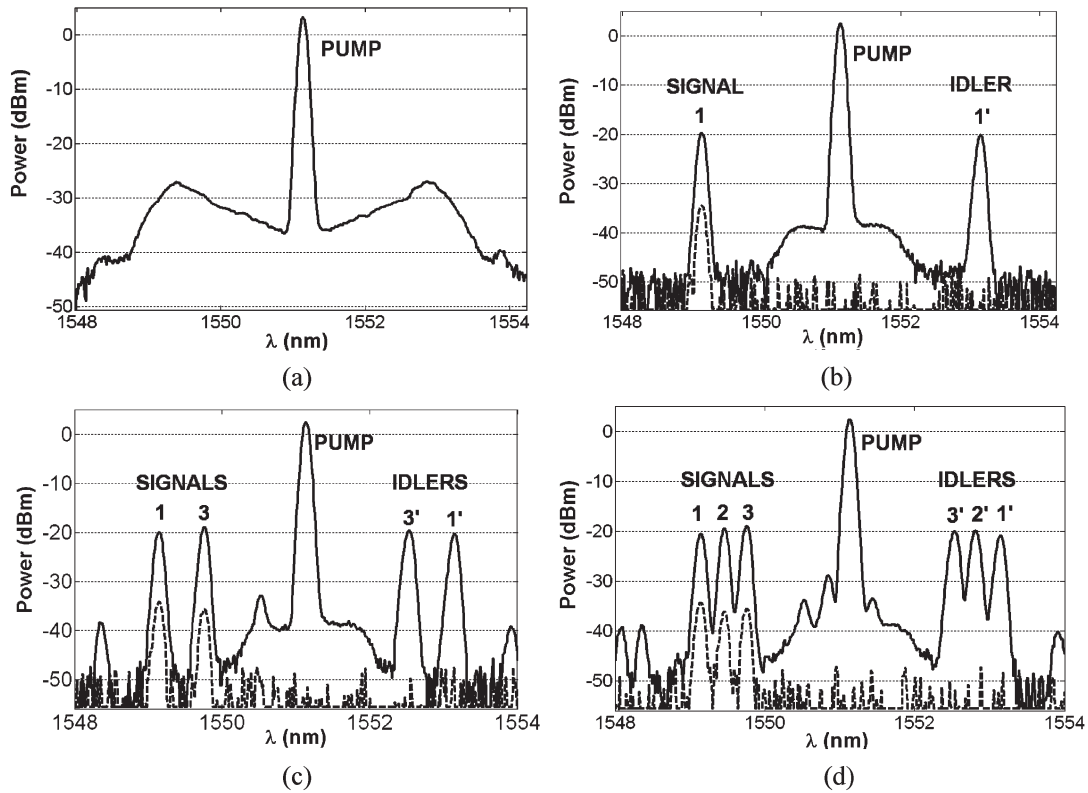 0
-10
-20
-30
-40
-50
Power (dBm)
PUMP
1548
1550
1552
1554
λ (nm)
(a)
0
-10
-20
-30
-40
-50
Power (dBm)
SIGNAL
1
PUMP
IDLER
1'
1548
1550
1552
1554
λ (nm)
(b)
0
-10
-20
-30
-40
-50
Power (dBm)
SIGNALS
1 3
PUMP
IDLERS
3' 1'
1548
1550
1552
1554
λ (nm)
(c)
0
-10
-20
-30
-40
-50
Power (dBm)
SIGNALS
1 2 3
PUMP
IDLERS
3' 2' 1'
1548
1550
1552
1554
λ (nm)
(d)